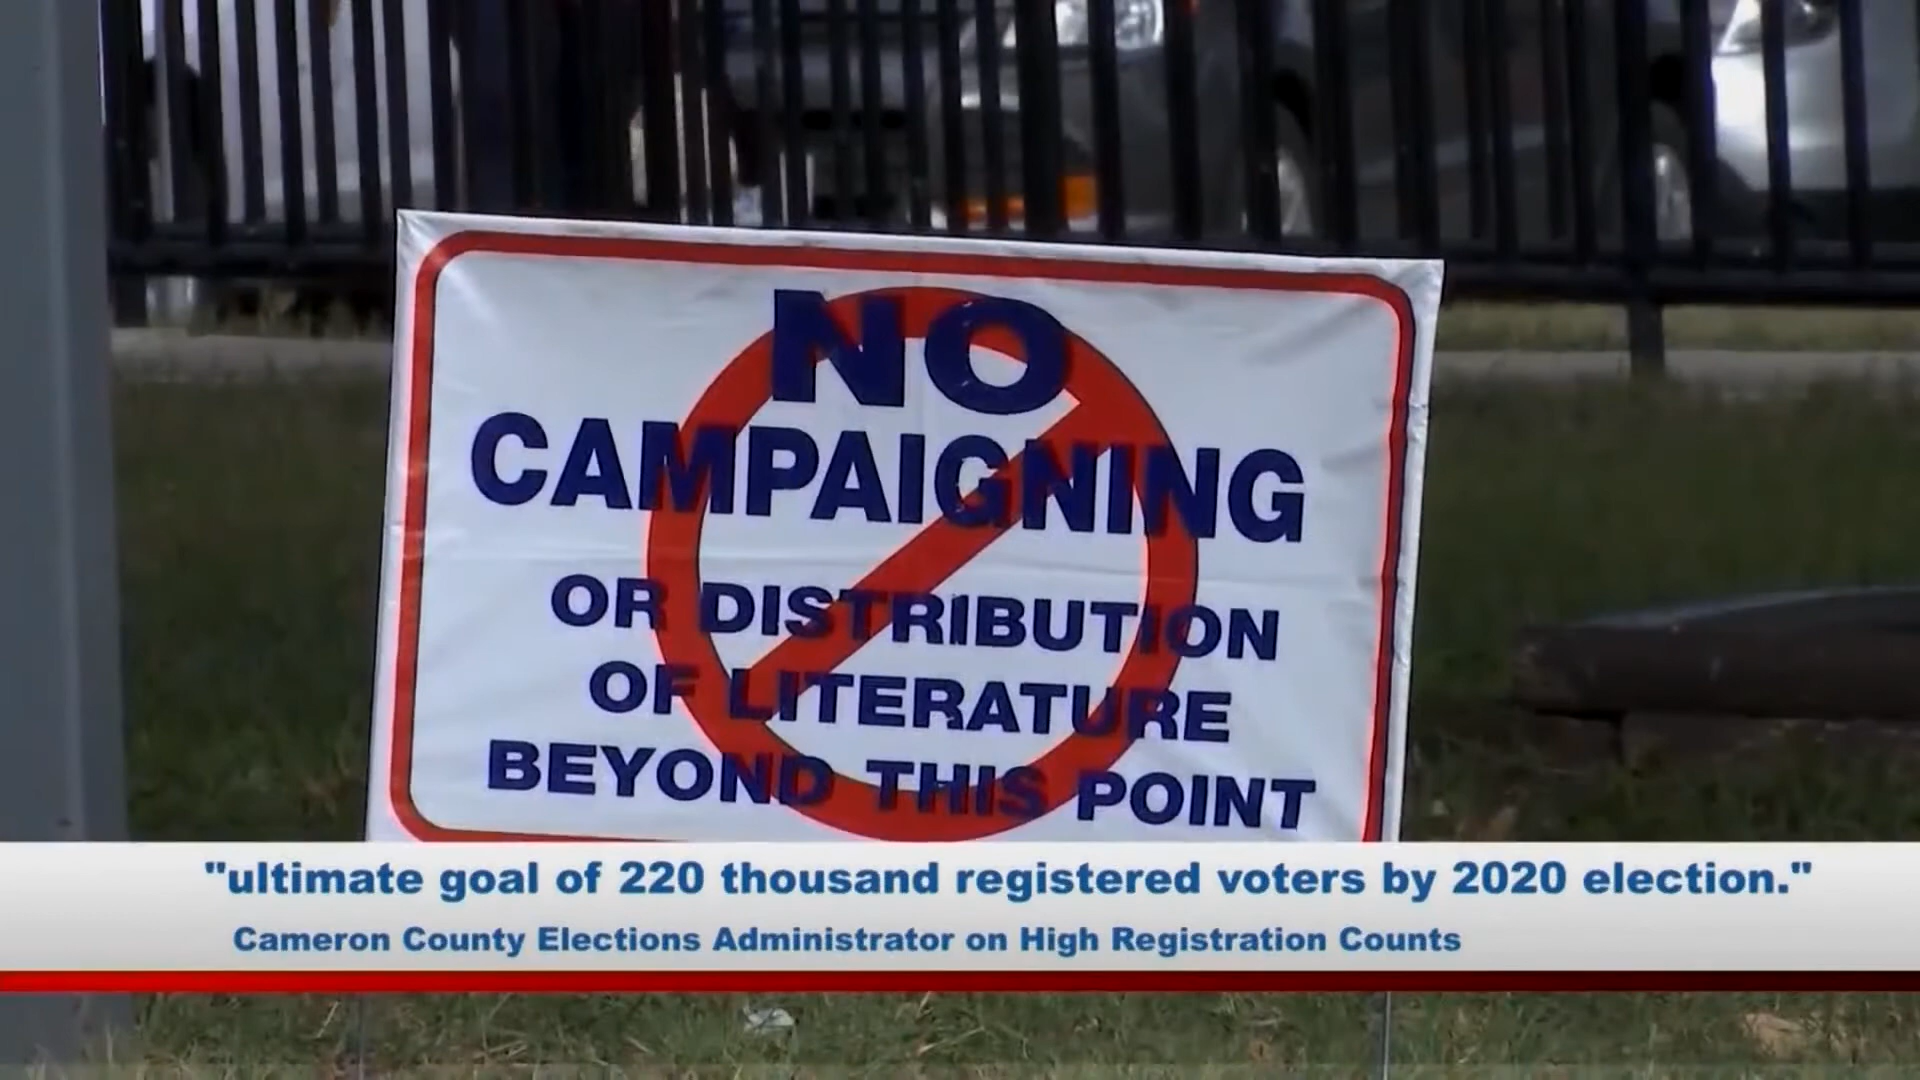 NO
CAMPAIGNING
OR DISTRIBUTION
OF LITERATURE
BEYOND THIS POINT
"ultimate goal of 220 thousand registered voters by 2020 election."
Cameron County Elections Administrator on High Registration Counts